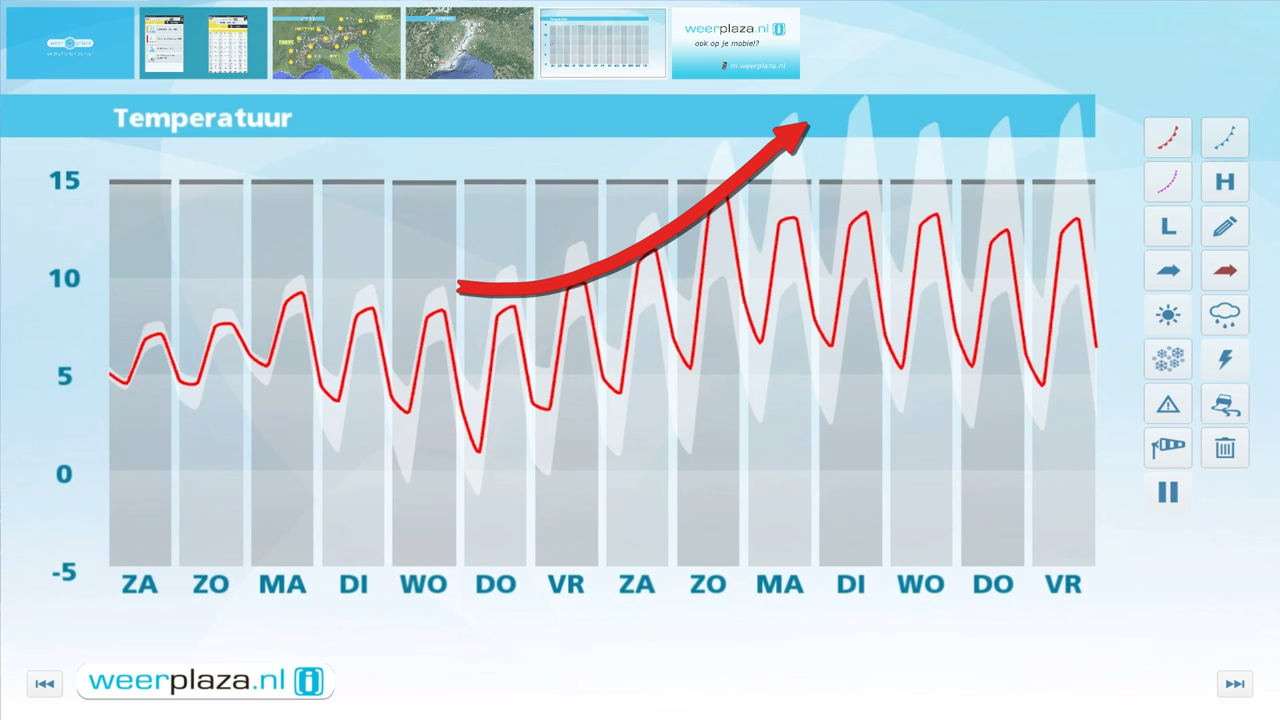 weerplaza.nl
ook op je mobiel?
m.weerplaza.nl
Temperatuur
15
10
5
0
-5
ZA ZO MA DI WO DO VR ZA ZO MA DI WO DO VR
H
L
weerplaza.nl